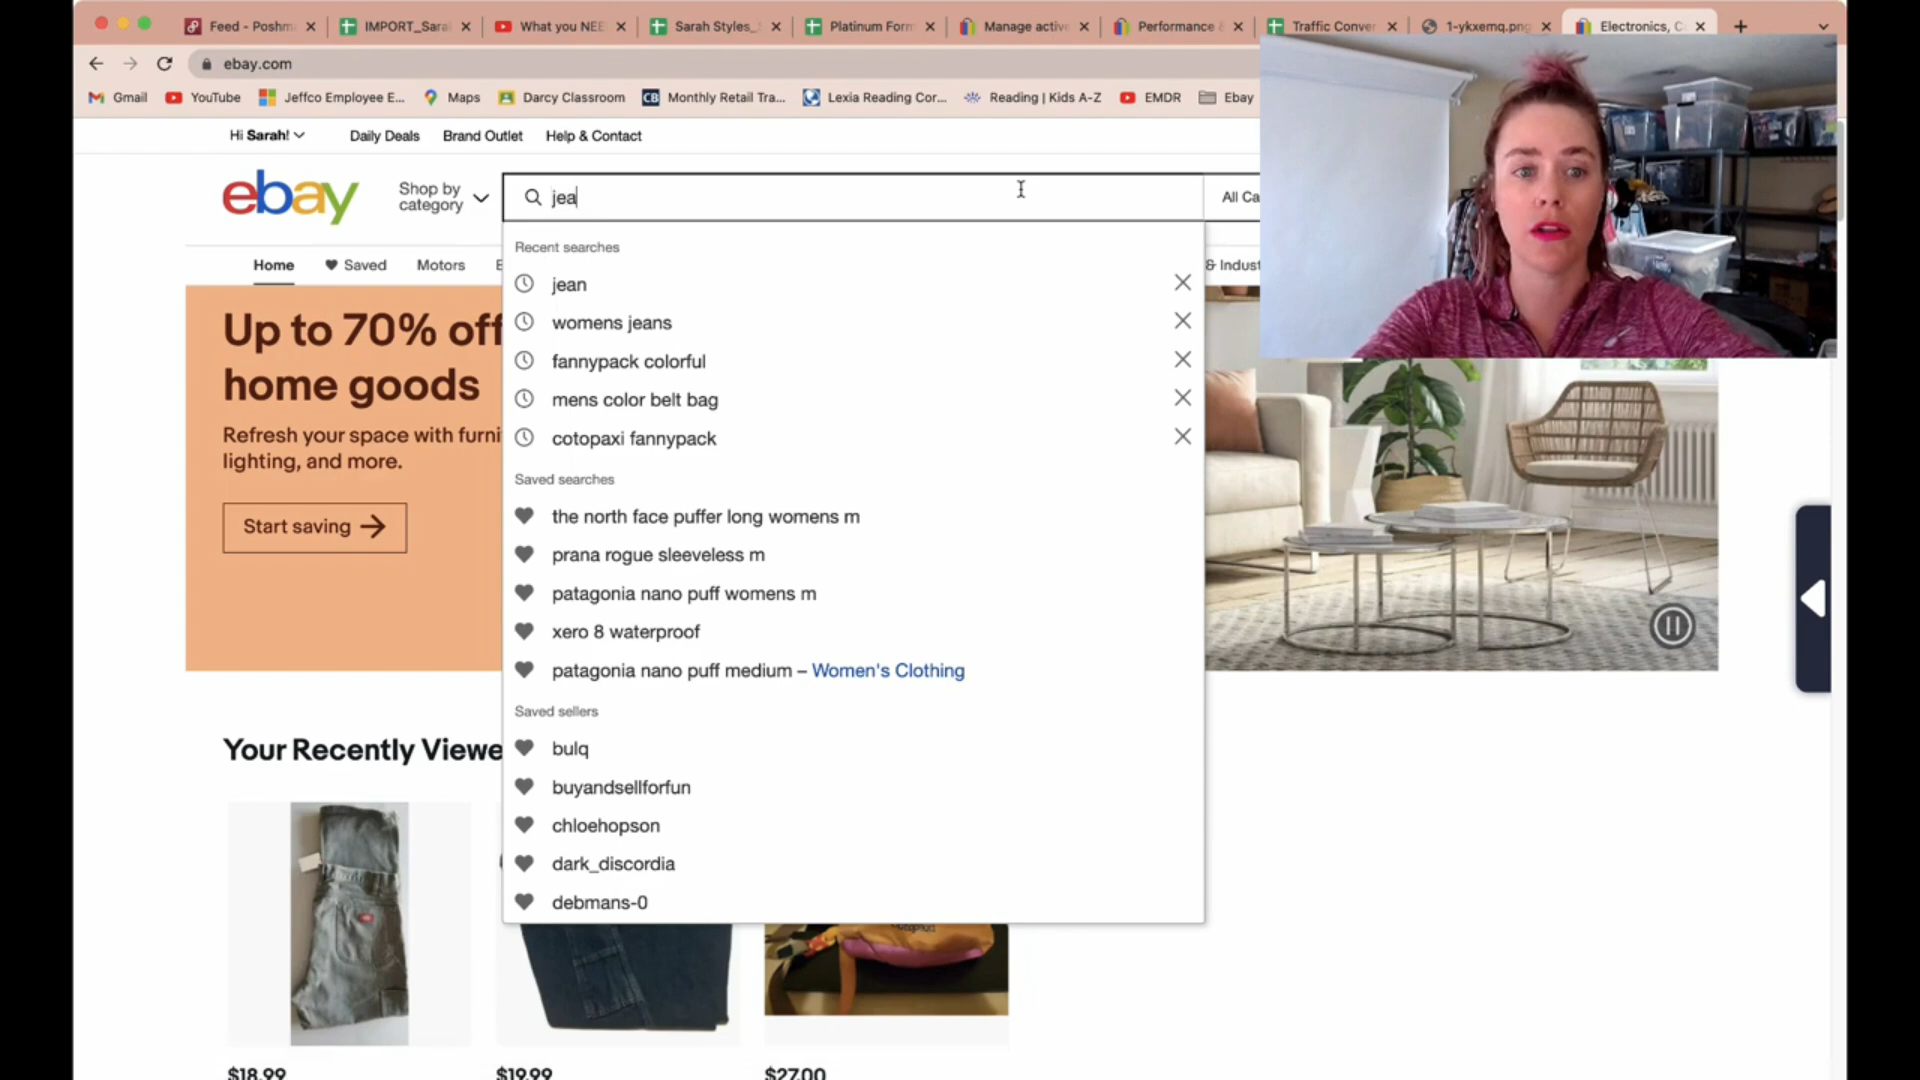 Feed - Poshm
IMPORT_Sara
What you NEE
Sarah Styles_
Platinum Form
Manage active
Performance &
Traffic Conver
1-ykxemq.png
Electronics, C
ebay.com
Gmail
YouTube
Jeffco Employee E...
Maps
Darcy Classroom
CB Monthly Retail Tra...
Lexia Reading Cor...
Reading | Kids A-Z
EMDR
Ebay
Hi Sarah!
Daily Deals
Brand Outlet
Help & Contact
ebay
Shop by
category
jea
All Ca
Home
Saved
Motors
E
& Indust
Recent searches
jean
womens jeans
fannypack colorful
mens color belt bag
cotopaxi fannypack
Saved searches
the north face puffer long womens m
prana rogue sleeveless m
patagonia nano puff womens m
xero 8 waterproof
patagonia nano puff medium – Women's Clothing
Saved sellers
bulq
buyandsellforfun
chloehopson
dark_discordia
debmans-0
Up to 70% off
home goods
Refresh your space with furni
lighting, and more.
Start saving
Your Recently Viewe
$18.99
$19.99
$27.00